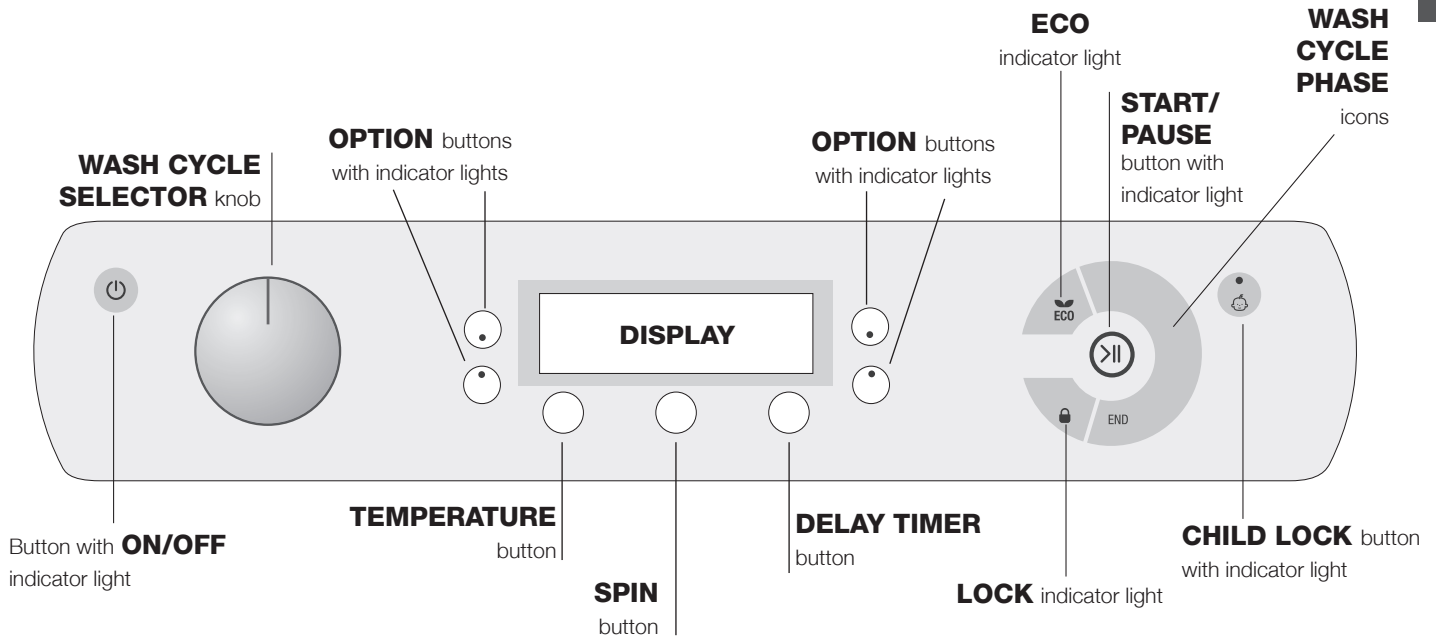 ECO
indicator light
WASH
CYCLE
PHASE
icons
START/
PAUSE
button with
indicator light
OPTION buttons
with indicator lights
OPTION buttons
with indicator lights
WASH CYCLE
SELECTOR knob
DISPLAY
ECO
END
Button with ON/OFF
indicator light
TEMPERATURE
button
SPIN
button
DELAY TIMER
button
LOCK indicator light
CHILD LOCK button
with indicator light